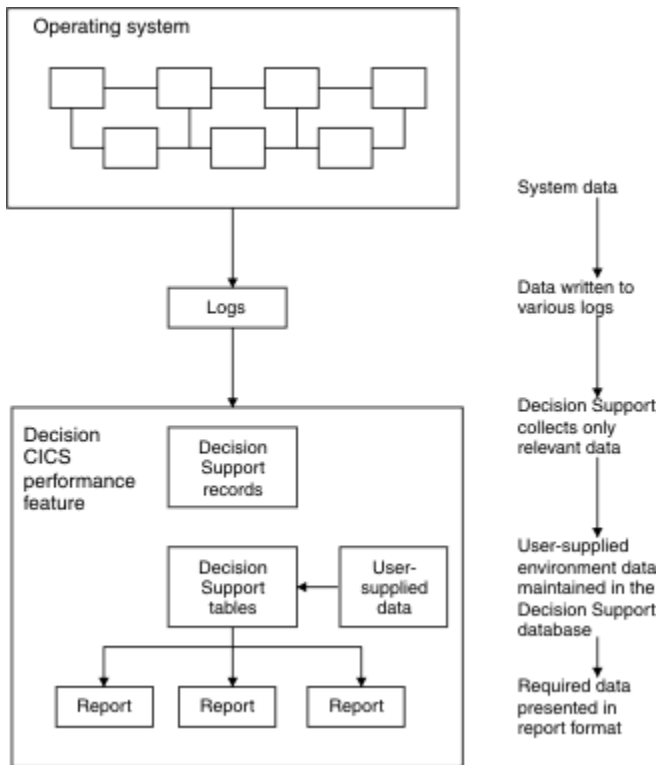 Operating system
System data
Logs
Data written to
various logs
Decision
CICS
performance
feature
Decision
Support
records
Decision Support
collects only
relevant data
Decision
Support
tables
User-
supplied
data
User-supplied
environment data
maintained in the
Decision Support
database
Report
Report
Report
Required data
presented in
report format